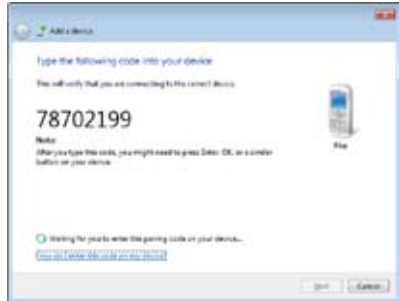 Add a device
Type the following code into your device
This will verify that you are connecting to the correct device.
78702199
Note:
After you type this code, you might need to press Enter, OK, or a similar
button on your device.
Waiting for you to enter this pairing code on your device...
How do I enter this code on my device?
Next
Cancel